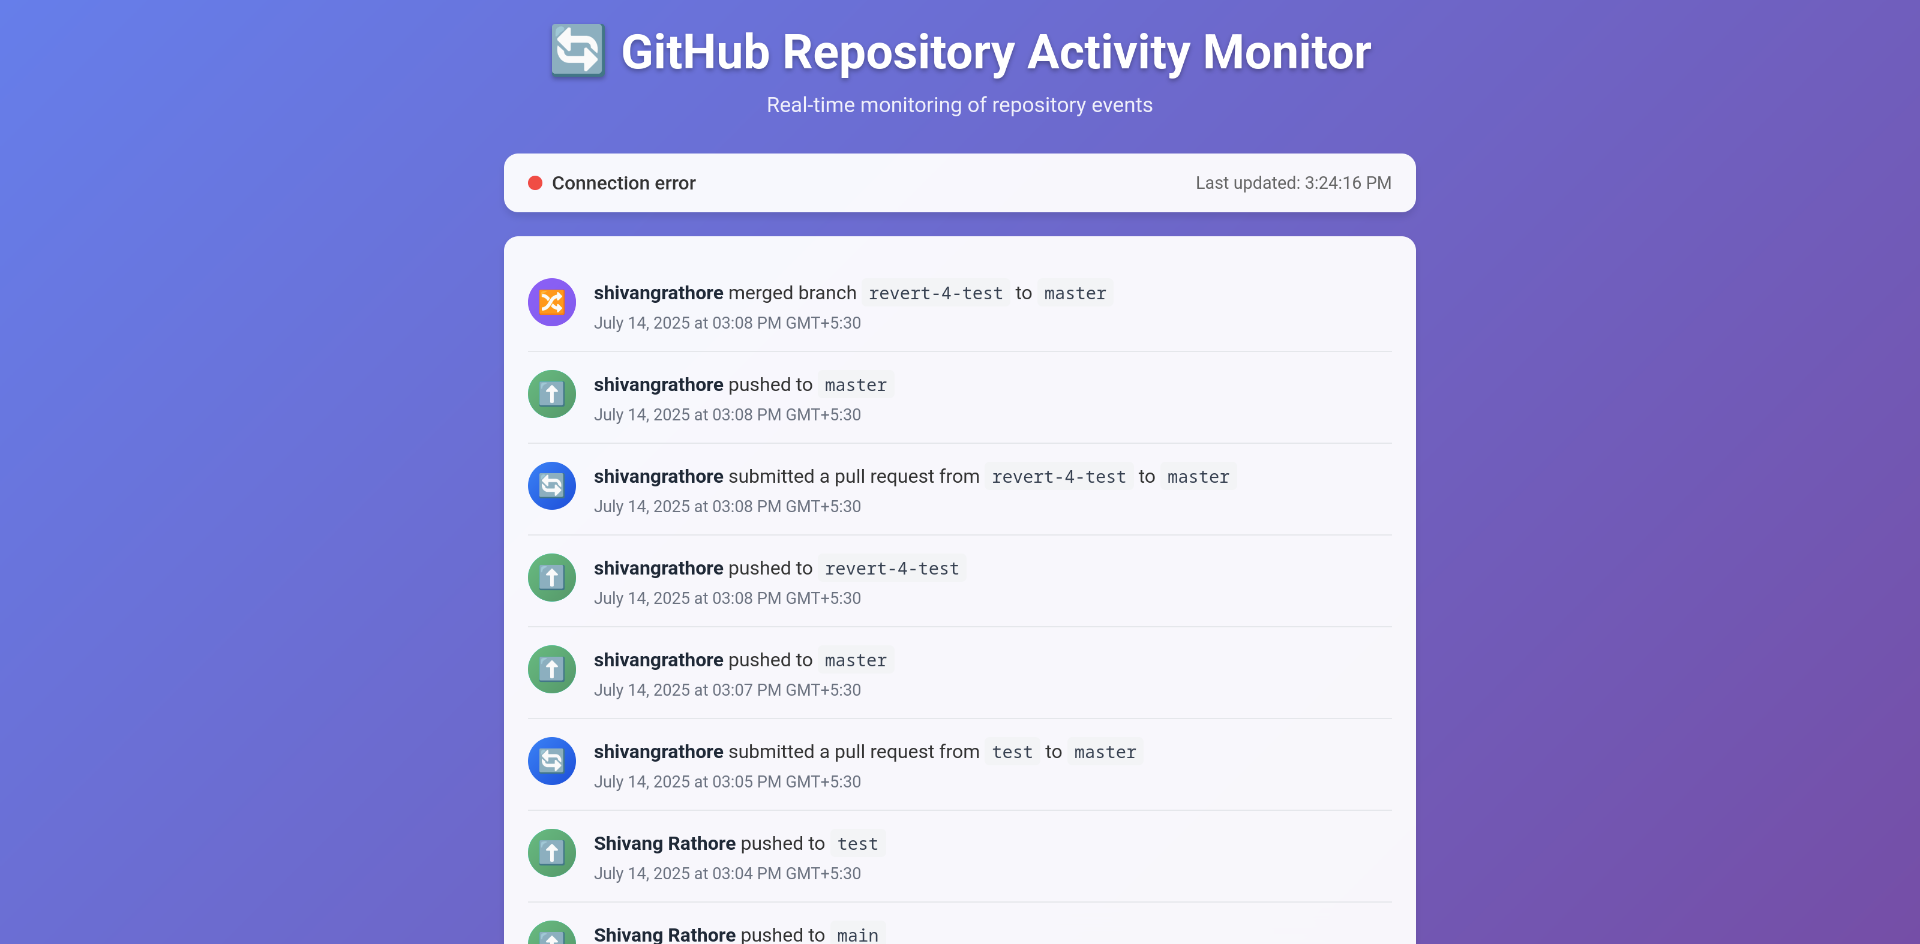 GitHub Repository Activity Monitor
Real-time monitoring of repository events
Connection error
Last updated: 3:24:16 PM
shivangrathore merged branch revert-4-test to master
July 14, 2025 at 03:08 PM GMT+5:30
shivangrathore pushed to master
July 14, 2025 at 03:08 PM GMT+5:30
shivangrathore submitted a pull request from revert-4-test to master
July 14, 2025 at 03:08 PM GMT+5:30
shivangrathore pushed to revert-4-test
July 14, 2025 at 03:08 PM GMT+5:30
shivangrathore pushed to master
July 14, 2025 at 03:07 PM GMT+5:30
shivangrathore submitted a pull request from test to master
July 14, 2025 at 03:05 PM GMT+5:30
Shivang Rathore pushed to test
July 14, 2025 at 03:04 PM GMT+5:30
Shivang Rathore pushed to main